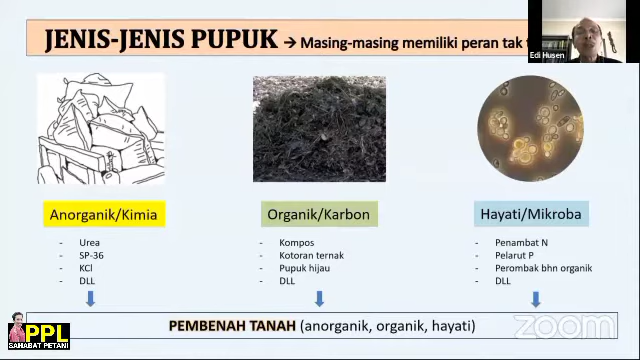 JENIS-JENIS PUPUK → Masing-masing memiliki peran tak
Edi Husen
Anorganik/Kimia
- Urea
- SP-36
- KCl
- DLL
Organik/Karbon
- Kompos
- Kotoran ternak
- Pupuk hijau
- DLL
Hayati/Mikroba
- Penambat N
- Pelarut P
- Perombak bhn organik
- DLL
PEMBENAH TANAH (anorganik, organik, hayati)
zoom
PPL
SAHABAT PETANI